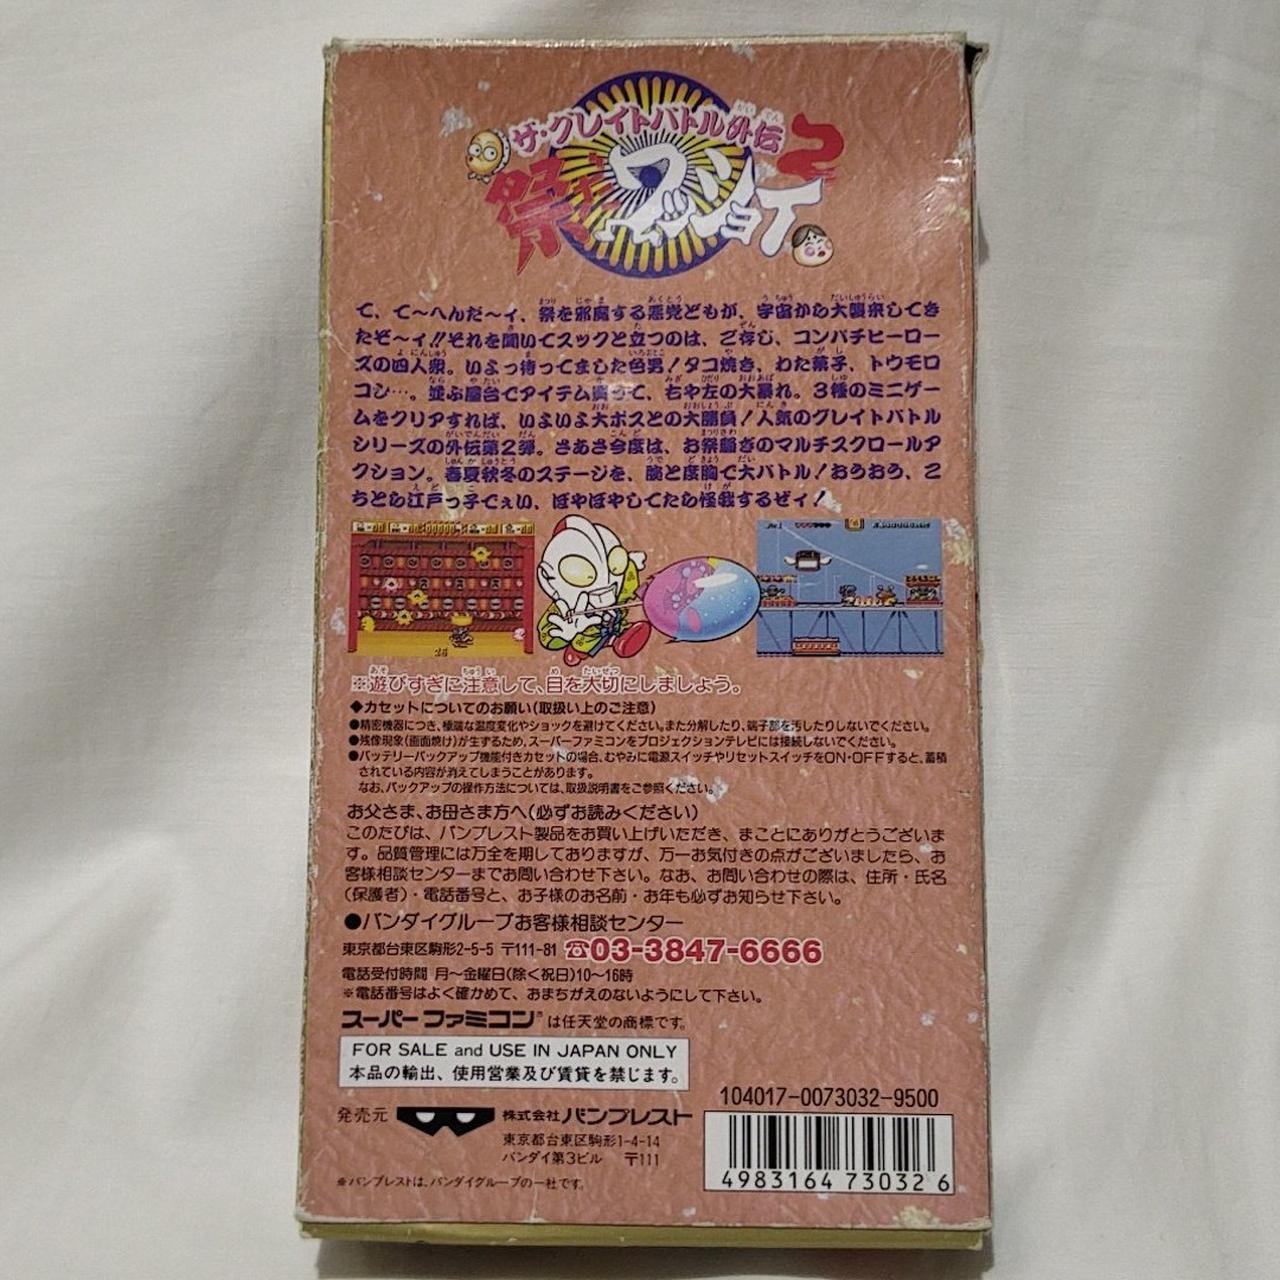 ザ・グレイトバトル外伝2
祭だワッショイ
て、て〜へんだ〜ィ、祭を邪魔する悪党どもが、宇宙から大襲来してき
たぞ〜ィ!!それを聞いてスックと立つのは、ご存じ、コンパチヒーロー
ズの四人衆。いよっ待ってました色男!タコ焼き、わた菓子、トウモロ
コシ…。並ぶ屋台でアイテム買って、右や左の大暴れ。3種のミニゲー
ムをクリアすれば、いよいよ大ボスとの大勝負!人気のグレイトバトル
シリーズの外伝第2弾。さあさ今度は、お祭騒ぎのマルチスクロールア
クション。春夏秋冬のステージを、腕と度胸で大バトル!おうおう、こ
ちとら江戸っ子でぇい、ぼやぼやしてたら怪我するぜィ!
※遊びすぎに注意して、目を大切にしましょう。
◆カセットについてのお願い(取扱い上のご注意)
●精密機器につき、極端な温度変化やショックを避けてください。また分解したり、端子部を汚したりしないでください。
●残像現象(画面焼け)が生ずるため、スーパーファミコンをプロジェクションテレビには接続しないでください。
●バッテリーバックアップ機能付きカセットの場合、むやみに電源スイッチやリセットスイッチをON・OFFすると、蓄積
されている内容が消えてしまうことがあります。
なお、バックアップの操作方法については、取扱説明書をご参照ください。
お父さま、お母さま方へ(必ずお読みください)
このたびは、バンプレスト製品をお買い上げいただき、まことにありがとうございま
す。品質管理には万全を期しておりますが、万一お気付きの点がございましたら、お
客様相談センターまでお問い合わせ下さい。なお、お問い合わせの際は、住所・氏名
(保護者)・電話番号と、お子様のお名前・お年も必ずお知らせ下さい。
●バンダイグループお客様相談センター
東京都台東区駒形2-5-5 〒111-81 ☎03-3847-6666
電話受付時間 月〜金曜日(除く祝日)10〜16時
※電話番号はよく確かめて、おまちがえのないようにして下さい。
スーパーファミコン®は任天堂の商標です。
FOR SALE and USE IN JAPAN ONLY
本品の輸出、使用営業及び賃貸を禁じます。
104017-0073032-9500
発売元 株式会社バンプレスト
東京都台東区駒形1-4-14
バンダイ第3ビル 〒111
※バンプレストは、バンダイグループの一社です。
4983164 730326